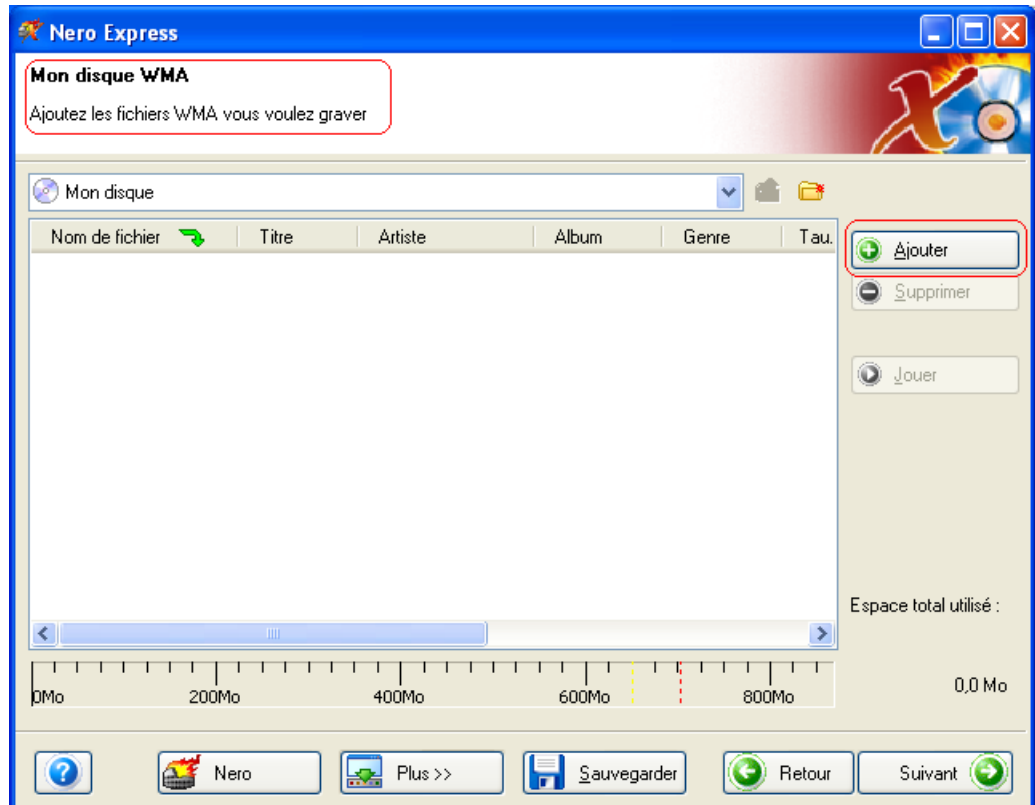 Nero Express
Mon disque WMA
Ajoutez les fichiers WMA vous voulez graver
Mon disque
Nom de fichier Titre Artiste Album Genre Tau.
Ajouter
Supprimer
Jouer
Espace total utilisé :
0Mo 200Mo 400Mo 600Mo 800Mo
0,0 Mo
Nero Plus >> Sauvegarder Retour Suivant